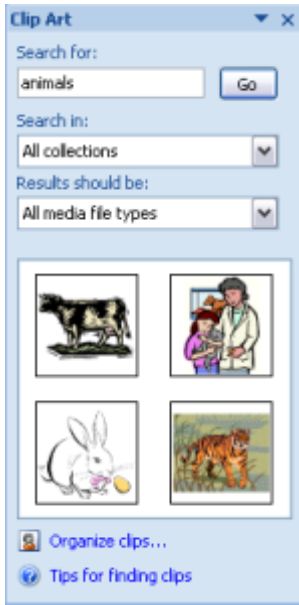 Clip Art
Search for:
animals
Go
Search in:
All collections
Results should be:
All media file types
Organize clips...
Tips for finding clips